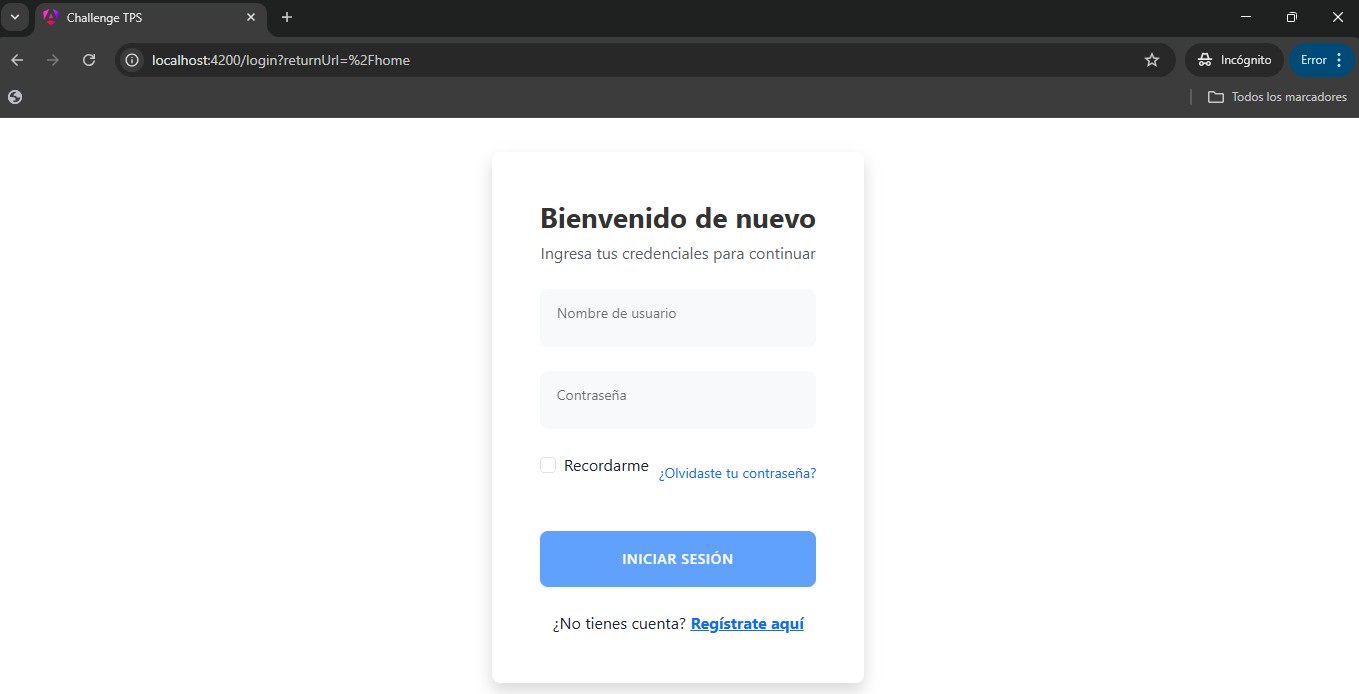 Challenge TPS
localhost:4200/login?returnUrl=%2Fhome
Incógnito
Error
Todos los marcadores
Bienvenido de nuevo
Ingresa tus credenciales para continuar
Nombre de usuario
Contraseña
Recordarme
¿Olvidaste tu contraseña?
INICIAR SESIÓN
¿No tienes cuenta? Regístrate aquí